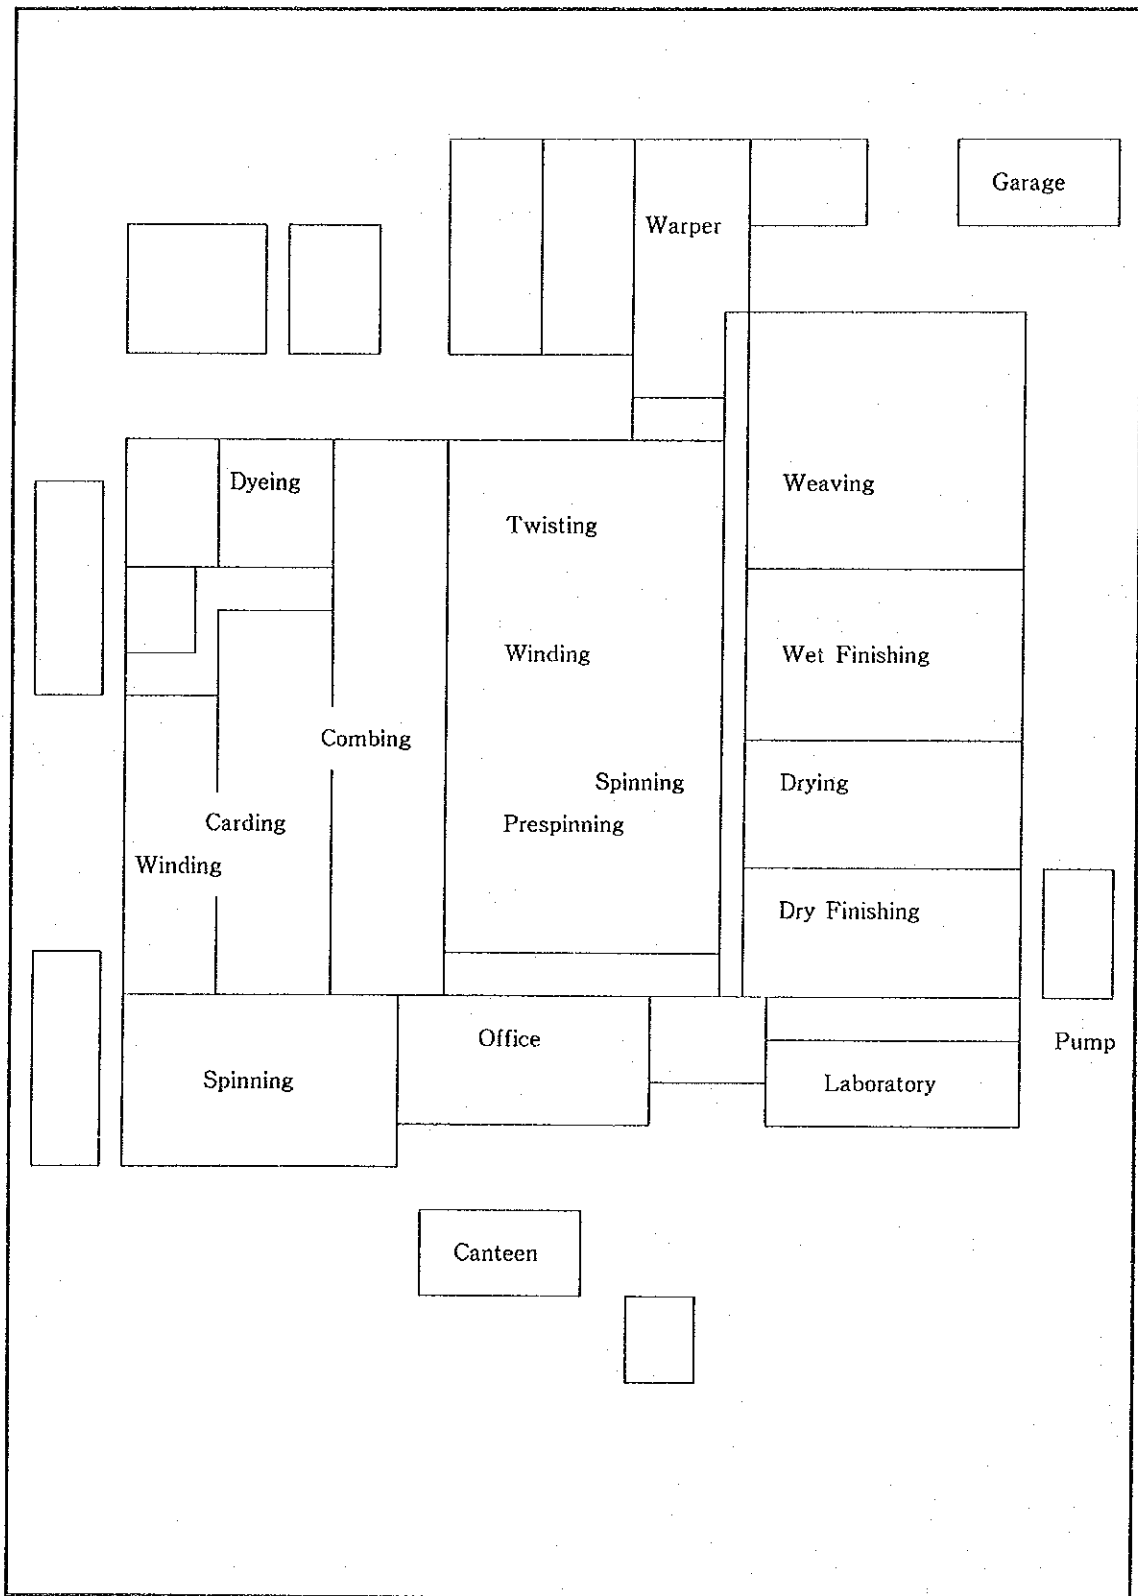 Garage
Warper
Dyeing
Weaving
Twisting
Winding
Wet Finishing
Combing
Spinning
Drying
Carding
Prespinning
Winding
Dry Finishing
Office
Pump
Spinning
Laboratory
Canteen